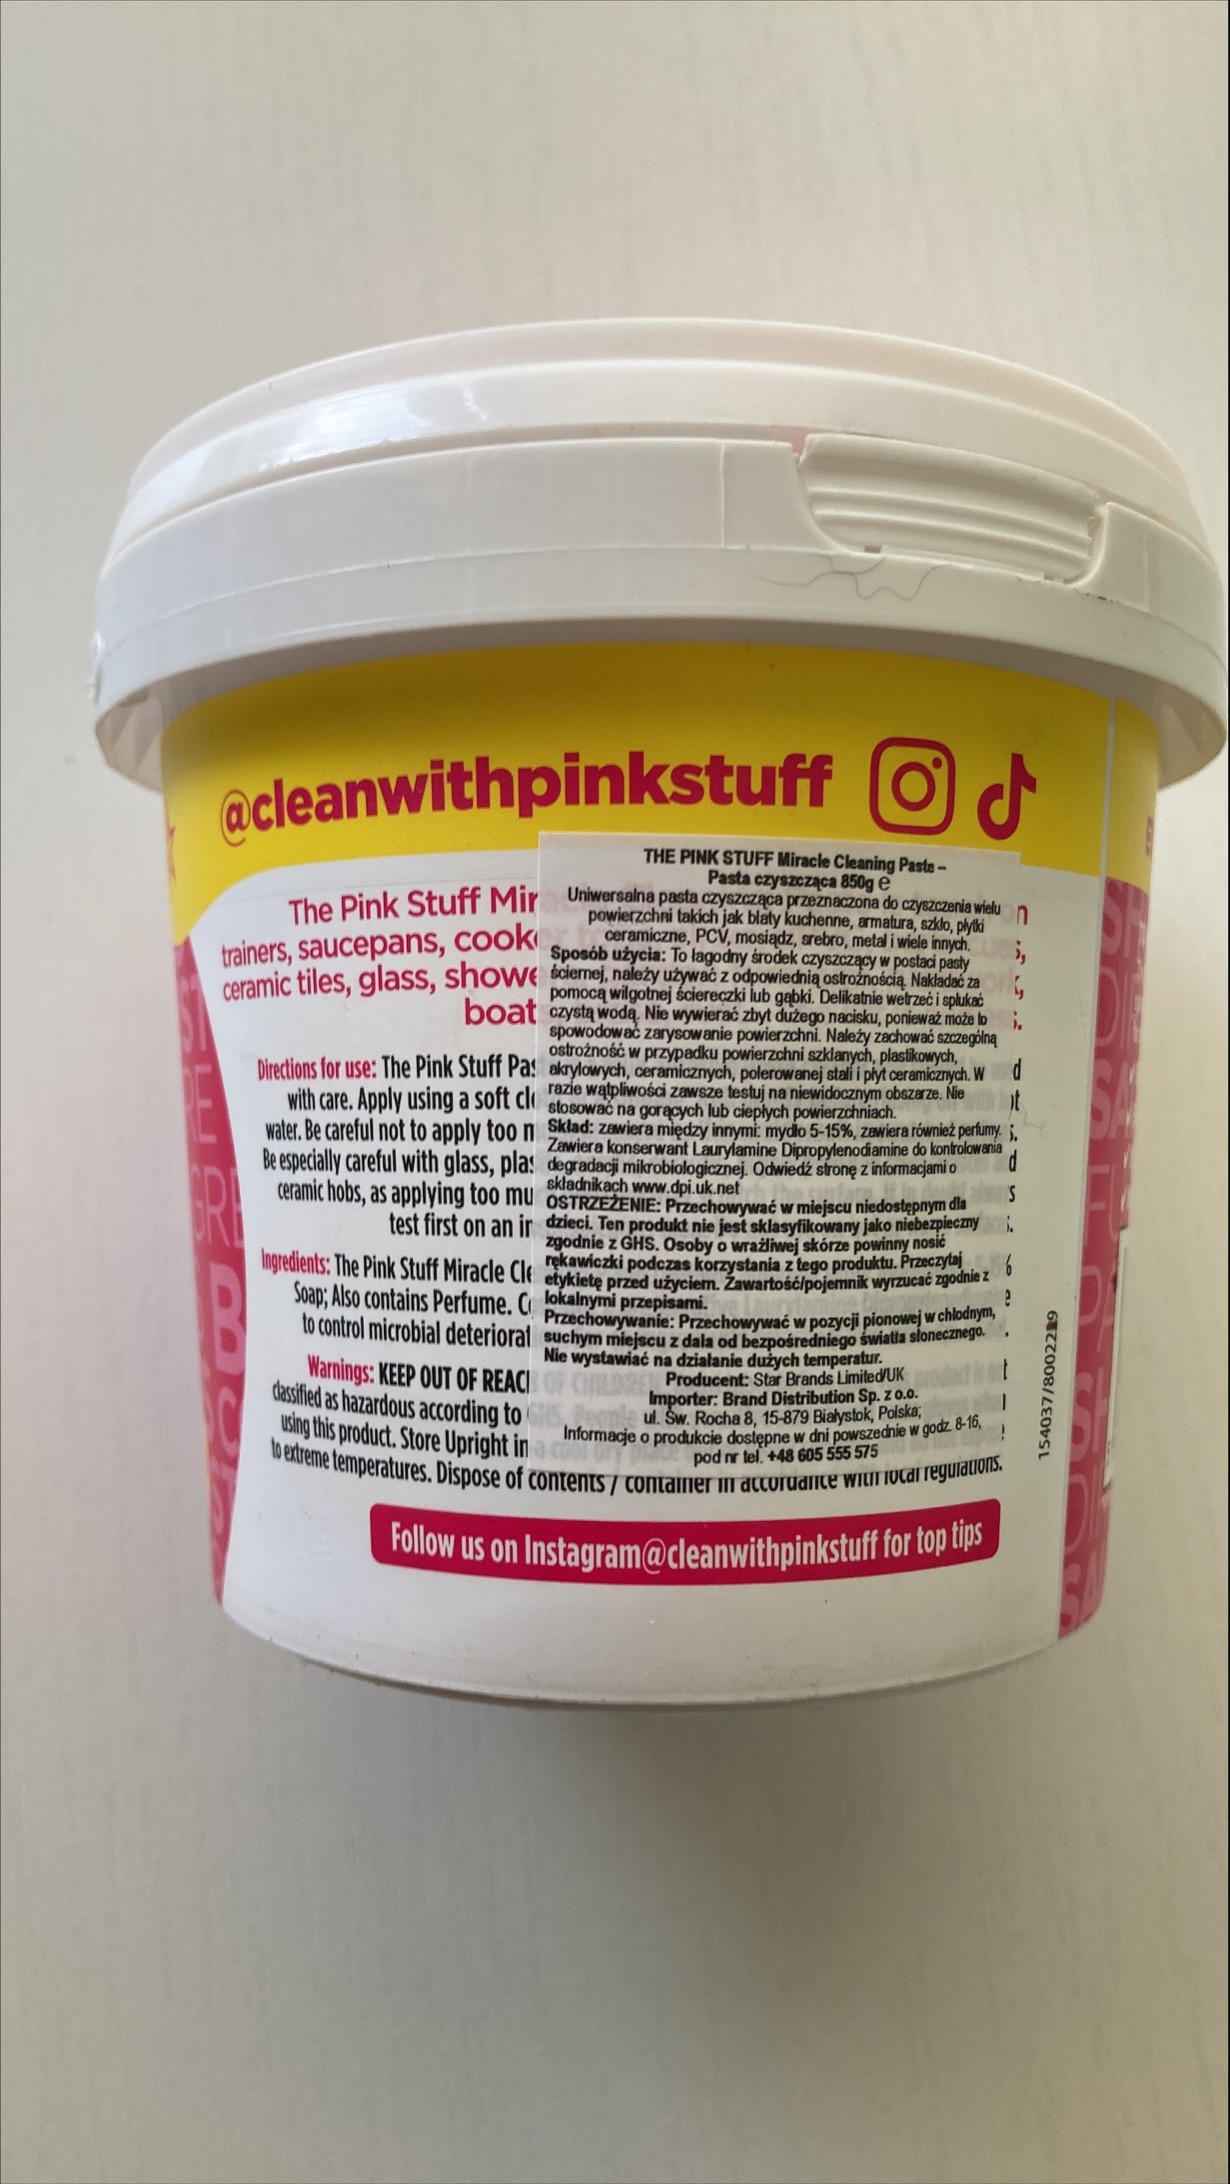 @cleanwithpinkstuff
The Pink Stuff Mir
trainers, saucepans, cook
ceramic tiles, glass, showe
boat
Directions for use: The Pink Stuff Pas
with care. Apply using a soft cl
water. Be careful not to apply too m
Be especially careful with glass, plas
ceramic hobs, as applying too mu
test first on an in
Ingredients: The Pink Stuff Miracle Cle
Soap; Also contains Perfume. C
to control microbial deteriorat
Warnings: KEEP OUT OF REACH
classified as hazardous according to
using this product. Store Upright in
to extreme temperatures. Dispose of contents / container in accordance with local regulations.
THE PINK STUFF Miracle Cleaning Paste –
Pasta czyszcząca 850g e
Uniwersalna pasta czyszcząca przeznaczona do czyszczenia wielu
powierzchni takich jak blaty kuchenne, armatura, szkło, płytki
ceramiczne, PCV, mosiądz, srebro, metal i wiele innych.
Sposób użycia: To łagodny środek czyszczący w postaci pasty
ściernej, należy używać z odpowiednią ostrożnością. Nakładać za
pomocą wilgotnej ściereczki lub gąbki. Delikatnie wetrzeć i spłukać
czystą wodą. Nie wywierać zbyt dużego nacisku, ponieważ może to
spowodować zarysowanie powierzchni. Należy zachować szczególną
ostrożność w przypadku powierzchni szklanych, plastikowych,
akrylowych, ceramicznych, polerowanej stali i płyt ceramicznych. W
razie wątpliwości zawsze testuj na niewidocznym obszarze. Nie
stosować na gorących lub ciepłych powierzchniach.
Skład: zawiera między innymi: mydło 5-15%, zawiera również perfumy.
Zawiera konserwant Laurylamine Dipropylenodiamine do kontrolowania
degradacji mikrobiologicznej. Odwiedź stronę z informacjami o
składnikach www.dpi.uk.net
OSTRZEŻENIE: Przechowywać w miejscu niedostępnym dla
dzieci. Ten produkt nie jest sklasyfikowany jako niebezpieczny
zgodnie z GHS. Osoby o wrażliwej skórze powinny nosić
rękawiczki podczas korzystania z tego produktu. Przeczytaj
etykietę przed użyciem. Zawartość/pojemnik wyrzucać zgodnie z
lokalnymi przepisami.
Przechowywanie: Przechowywać w pozycji pionowej w chłodnym,
suchym miejscu z dala od bezpośredniego światła słonecznego.
Nie wystawiać na działanie dużych temperatur.
Producent: Star Brands Limited/UK
Importer: Brand Distribution Sp. z o.o.
ul. Św. Rocha 8, 15-879 Białystok, Polska;
Informacje o produkcie dostępne w dni powszednie w godz. 8-16,
pod nr tel. +48 605 555 575
154037/8002219
Follow us on Instagram@cleanwithpinkstuff for top tips